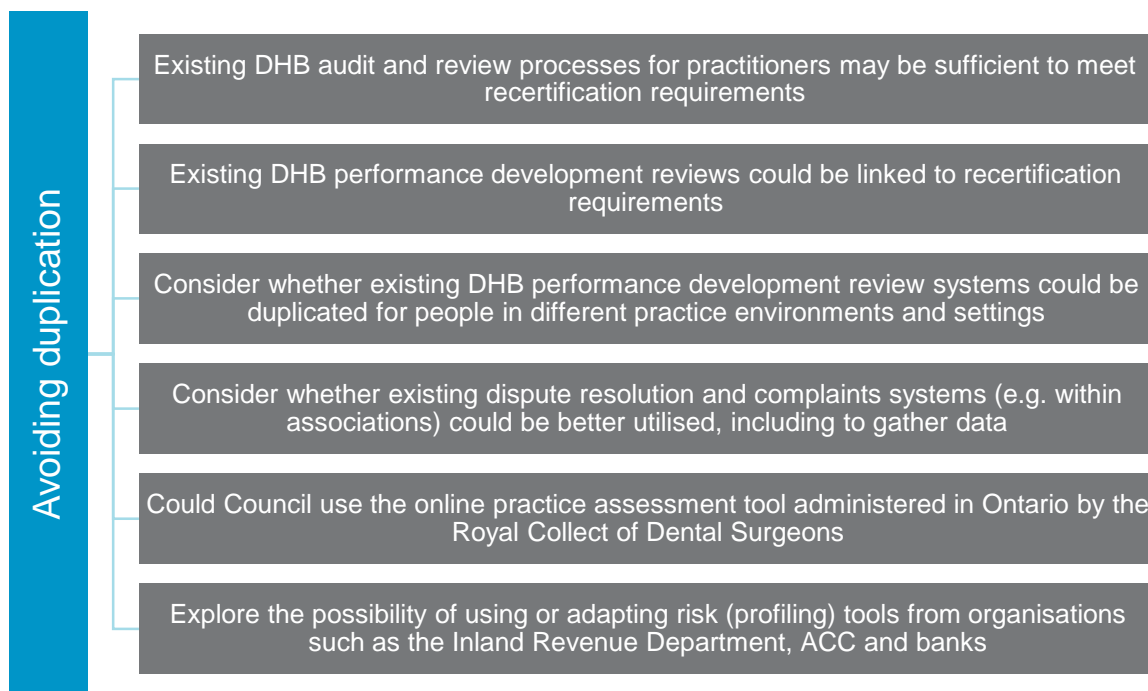 Avoiding duplication
Existing DHB audit and review processes for practitioners may be sufficient to meet
recertification requirements
Existing DHB performance development reviews could be linked to recertification
requirements
Consider whether existing DHB performance development review systems could be
duplicated for people in different practice environments and settings
Consider whether existing dispute resolution and complaints systems (e.g. within
associations) could be better utilised, including to gather data
Could Council use the online practice assessment tool administered in Ontario by the
Royal Collect of Dental Surgeons
Explore the possibility of using or adapting risk (profiling) tools from organisations
such as the Inland Revenue Department, ACC and banks